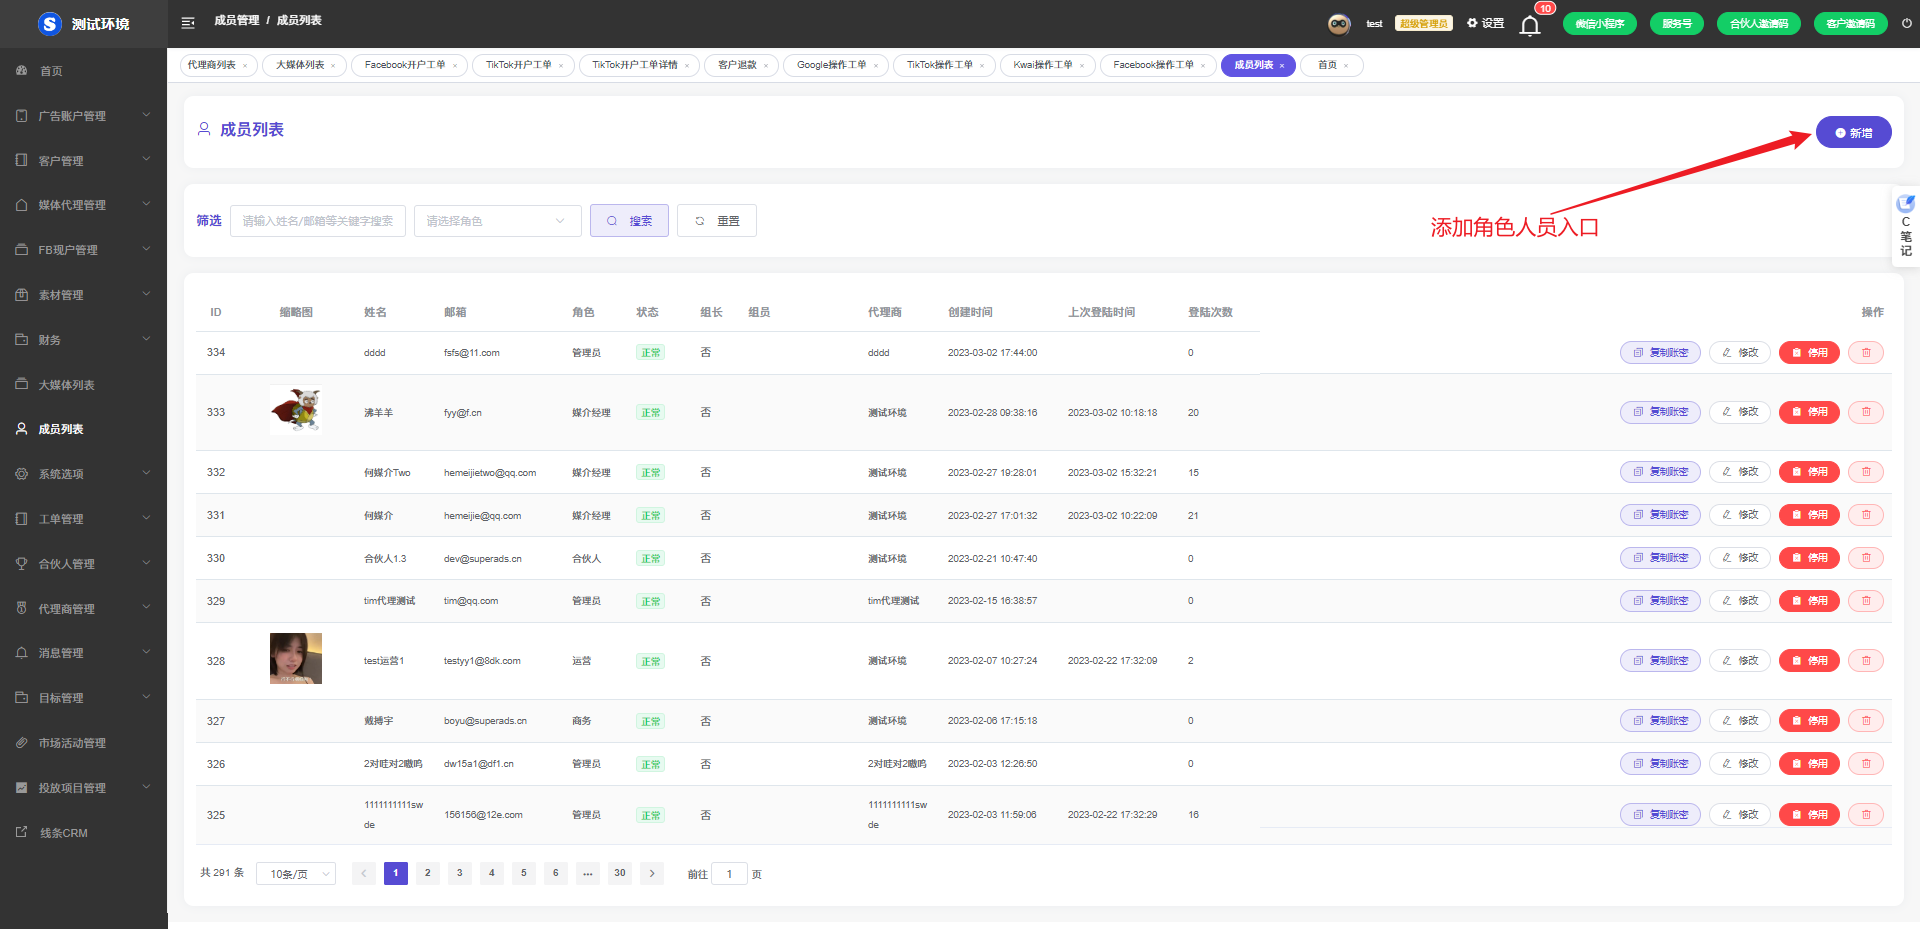 测试环境
成员管理 / 成员列表
test 超级管理员 设置 10 微信小程序 服务号 合伙人邀请码 客户邀请码
代理商列表 × 大媒体列表 × Facebook开户工单 × TikTok开户工单 × TikTok开户工单详情 × 客户退款 × Google操作工单 × TikTok操作工单 × Kwai操作工单 × Facebook操作工单 × 成员列表 × 首页 ×
首页
广告账户管理
客户管理
媒体代理管理
FB现户管理
素材管理
财务
大媒体列表
成员列表
系统选项
工单管理
合伙人管理
代理商管理
消息管理
目标管理
市场活动管理
投放项目管理
线条CRM
成员列表
新增
添加角色人员入口
C
笔
记
筛选 请输入姓名/邮箱等关键字搜索 请选择角色 搜索 重置
ID 缩略图 姓名 邮箱 角色 状态 组长 组员 代理商 创建时间 上次登陆时间 登陆次数 操作
334 dddd fsfs@11.com 管理员 正常 否 dddd 2023-03-02 17:44:00 0 复制账密 修改 停用
333 沸羊羊 fyy@f.cn 媒介经理 正常 否 测试环境 2023-02-28 09:38:16 2023-03-02 10:18:18 20 复制账密 修改 停用
332 何媒介Two hemeijietwo@qq.com 媒介经理 正常 否 测试环境 2023-02-27 19:28:01 2023-03-02 15:32:21 15 复制账密 修改 停用
331 何媒介 hemeijie@qq.com 媒介经理 正常 否 测试环境 2023-02-27 17:01:32 2023-03-02 10:22:09 21 复制账密 修改 停用
330 合伙人1.3 dev@superads.cn 合伙人 正常 否 测试环境 2023-02-21 10:47:40 0 复制账密 修改 停用
329 tim代理测试 tim@qq.com 管理员 正常 否 tim代理测试 2023-02-15 16:38:57 0 复制账密 修改 停用
328 test运营1 testyy1@8dk.com 运营 正常 否 测试环境 2023-02-07 10:27:24 2023-02-22 17:32:09 2 复制账密 修改 停用
327 戴搏宇 boyu@superads.cn 商务 正常 否 测试环境 2023-02-06 17:15:18 0 复制账密 修改 停用
326 2对哇对2嗷呜 dw15a1@df1.cn 管理员 正常 否 2对哇对2嗷呜 2023-02-03 12:26:50 0 复制账密 修改 停用
325 1111111111sw
de 156156@12e.com 管理员 正常 否 1111111111sw
de 2023-02-03 11:59:06 2023-02-22 17:32:29 16 复制账密 修改 停用
共 291 条 10条/页 1 2 3 4 5 6 ... 30 前往 1 页